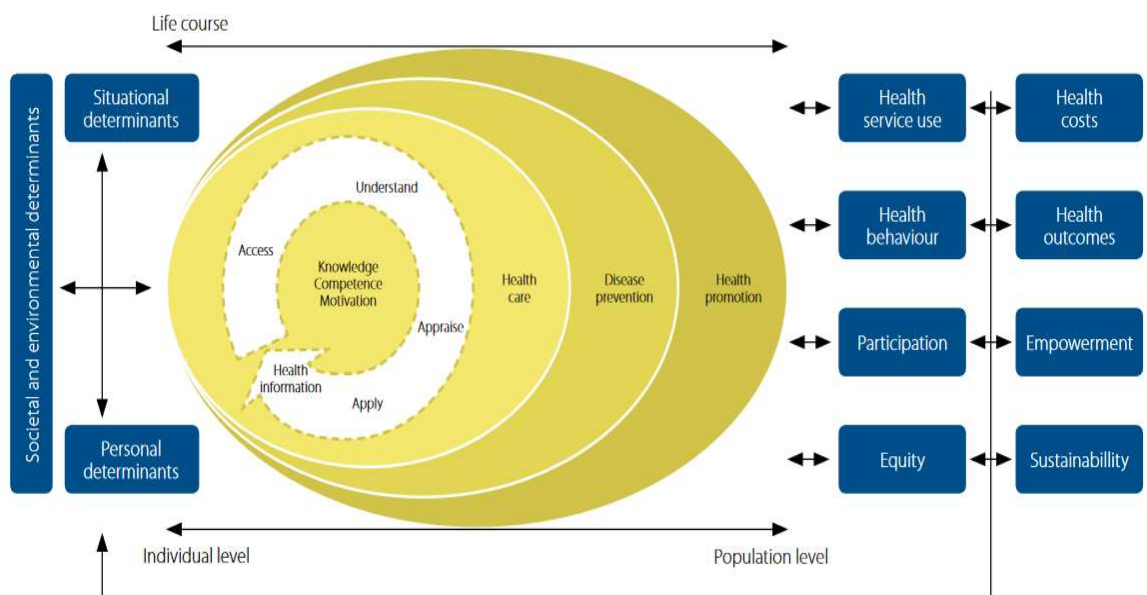 Life course
Societal and environmental determinants
Situational
determinants
Personal
determinants
Understand
Access
Knowledge
Competence
Motivation
Appraise
Health
information
Apply
Health
care
Disease
prevention
Health
promotion
Health
service use
Health
costs
Health
behaviour
Health
outcomes
Participation
Empowerment
Equity
Sustainabillity
Individual level
Population level